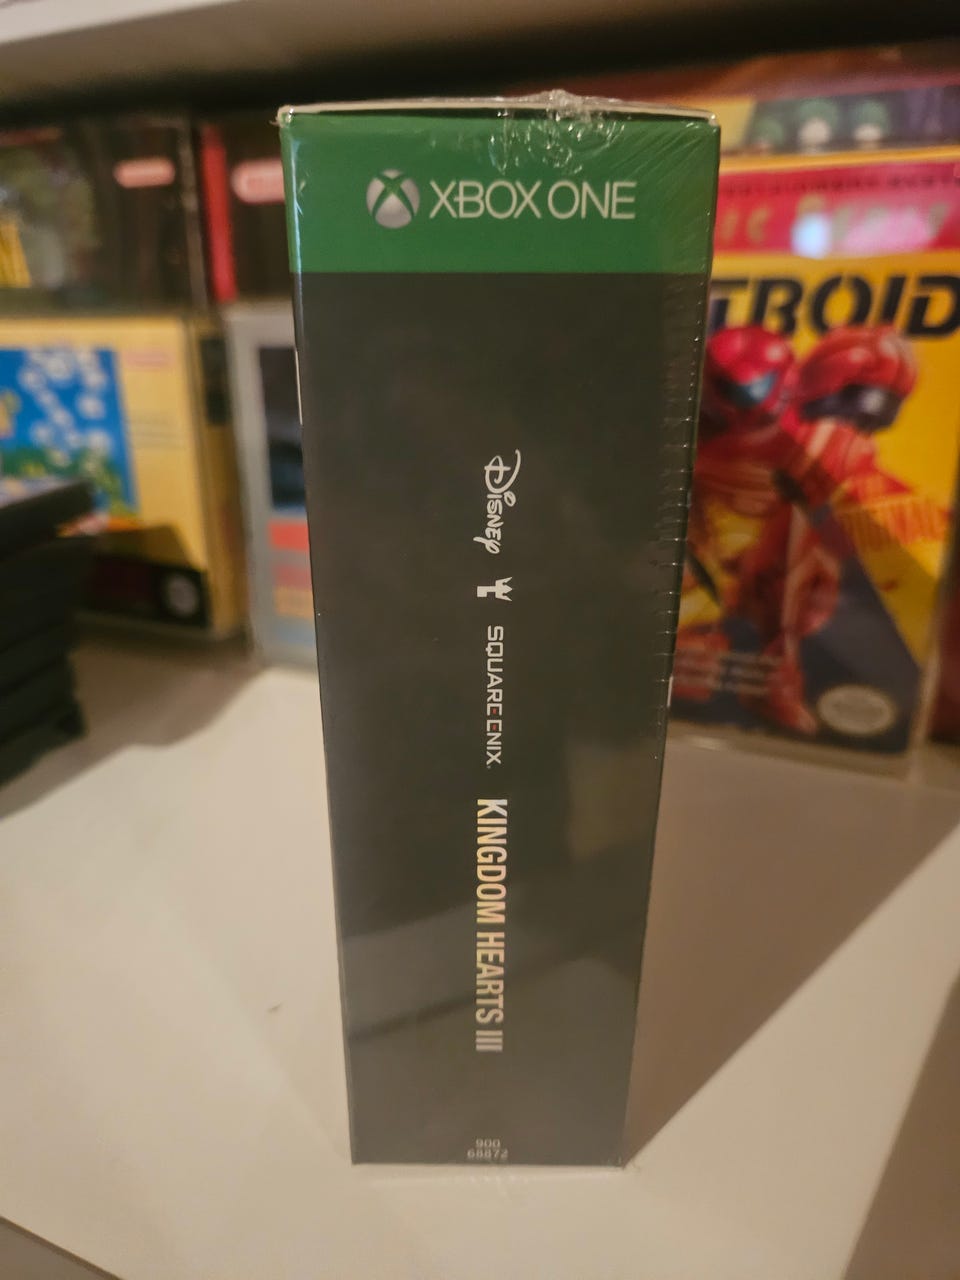 XBOX ONE
Disney
SQUARE ENIX.
KINGDOM HEARTS III
900
68872
TROID